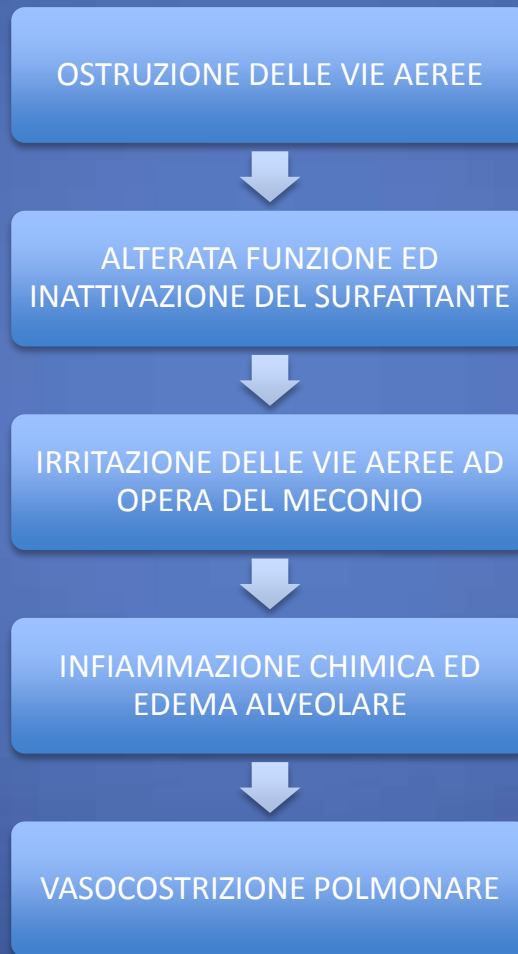 OSTRUZIONE DELLE VIE AEREE
ALTERATA FUNZIONE ED
INATTIVAZIONE DEL SURFATTANTE
IRRITAZIONE DELLE VIE AEREE AD
OPERA DEL MECONIO
INFIAMMAZIONE CHIMICA ED
EDEMA ALVEOLARE
VASOCOSTRIZIONE POLMONARE